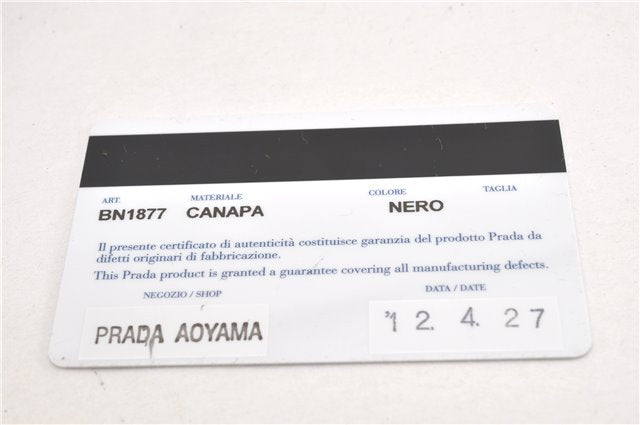 ART. MATERIALE COLORE TAGLIA
BN1877 CANAPA NERO
Il presente certificato di autenticità costituisce garanzia del prodotto Prada da
difetti originari di fabbricazione.
This Prada product is granted a guarantee covering all manufacturing defects.
NEGOZIO / SHOP DATA / DATE
PRADA AOYAMA '12. 4. 27